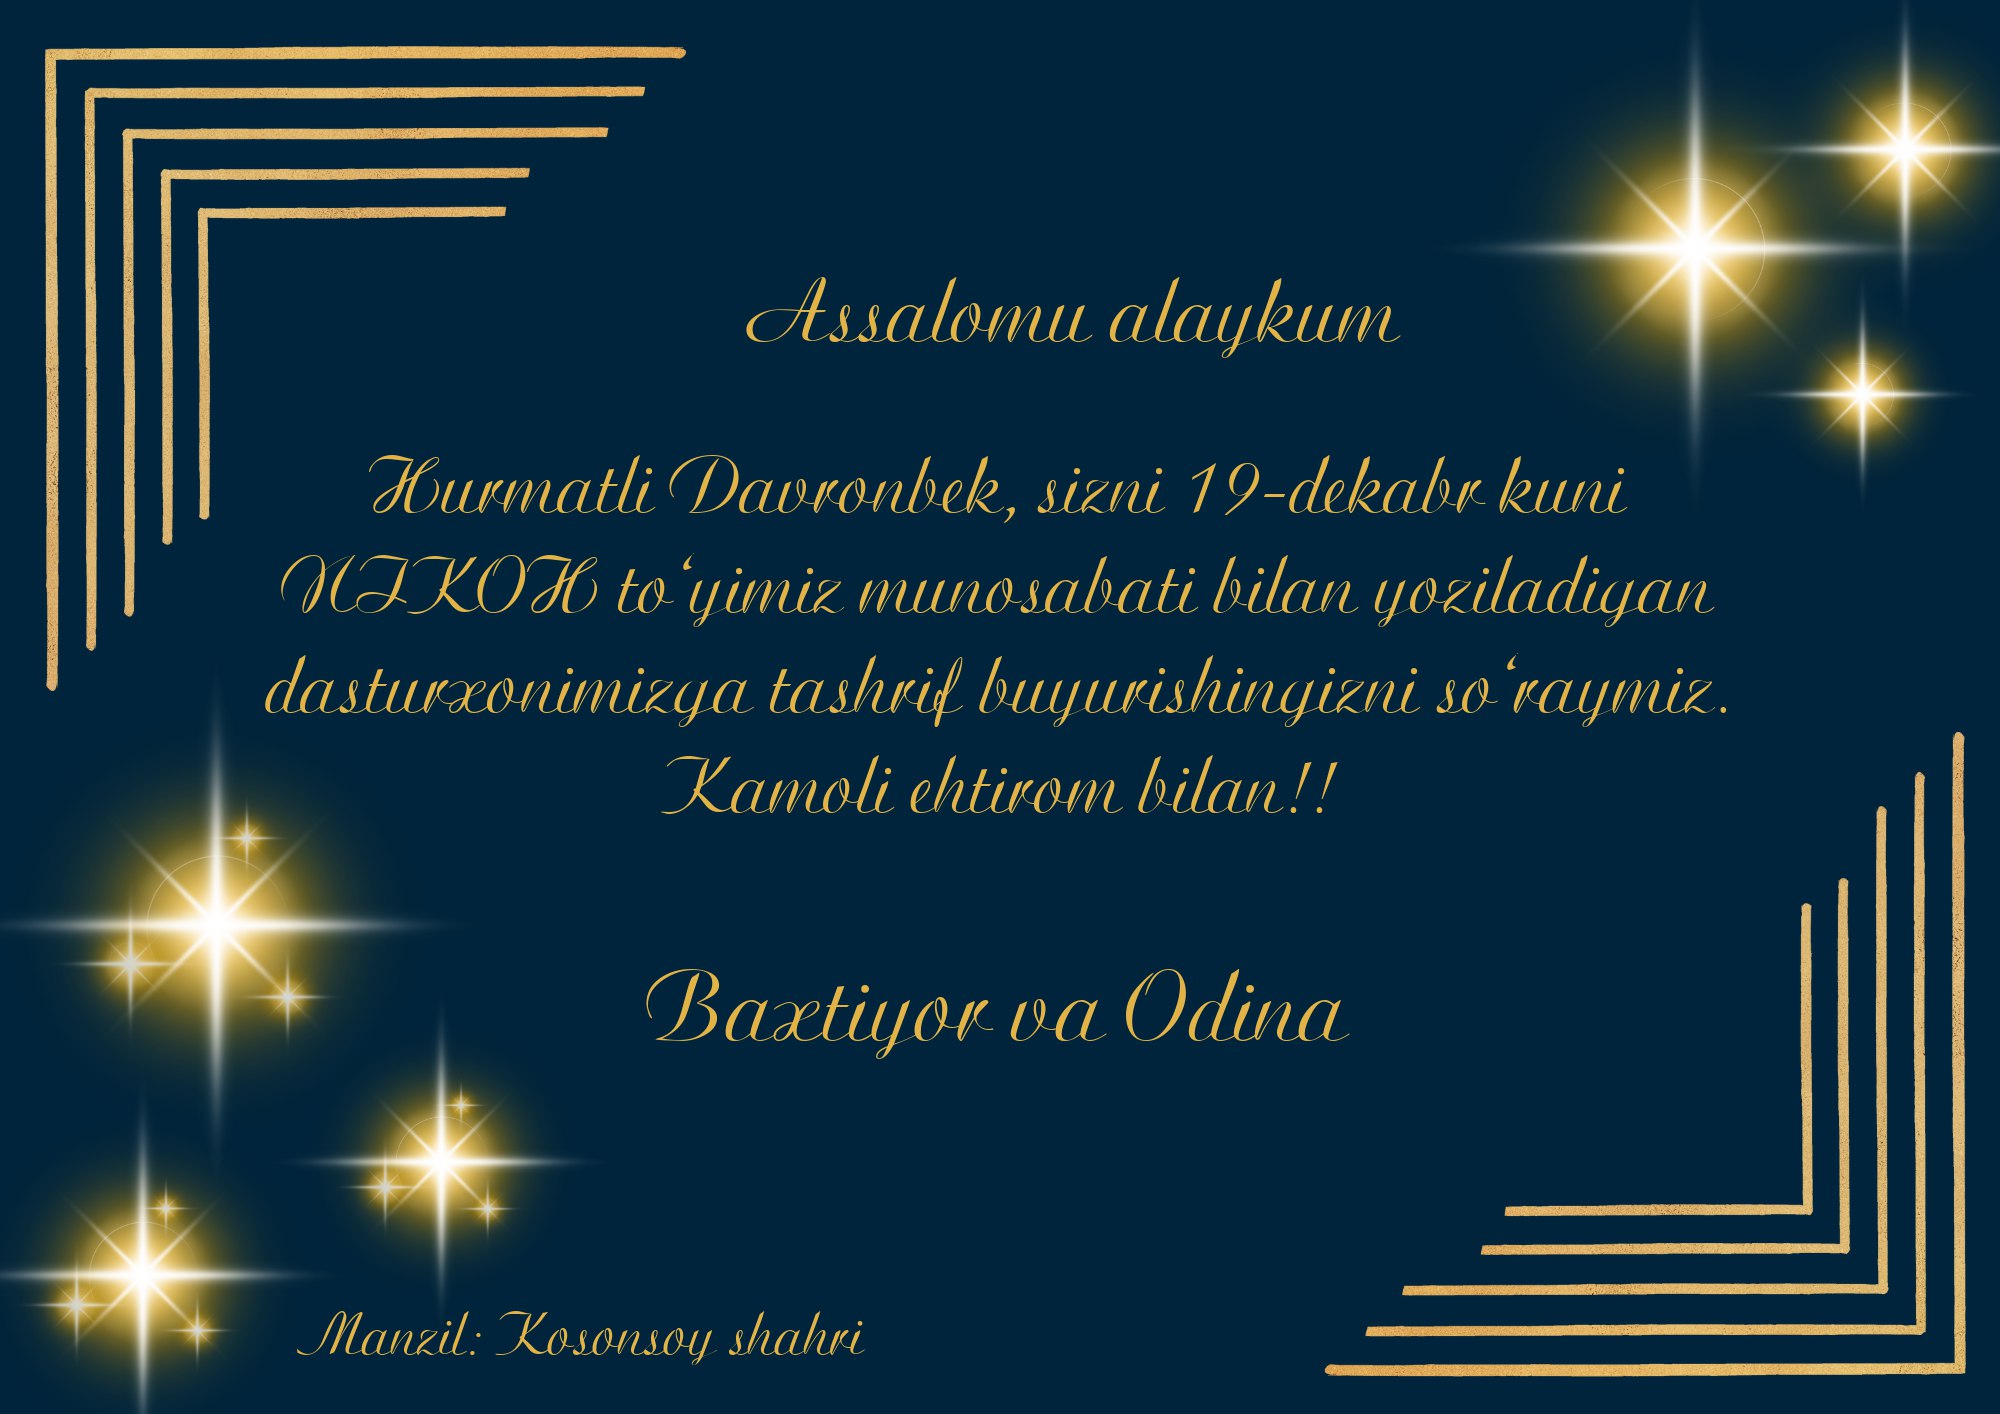 Assalomu alaykum
Hurmatli Davronbek, sizni 19-dekabr kuni
NIKOH to‘yimiz munosabati bilan yoziladigan
dasturxonimizga tashrif buyurishingizni so‘raymiz.
Kamoli ehtirom bilan!!
Baxtiyor va Odina
Manzil: Kosonsoy shahri